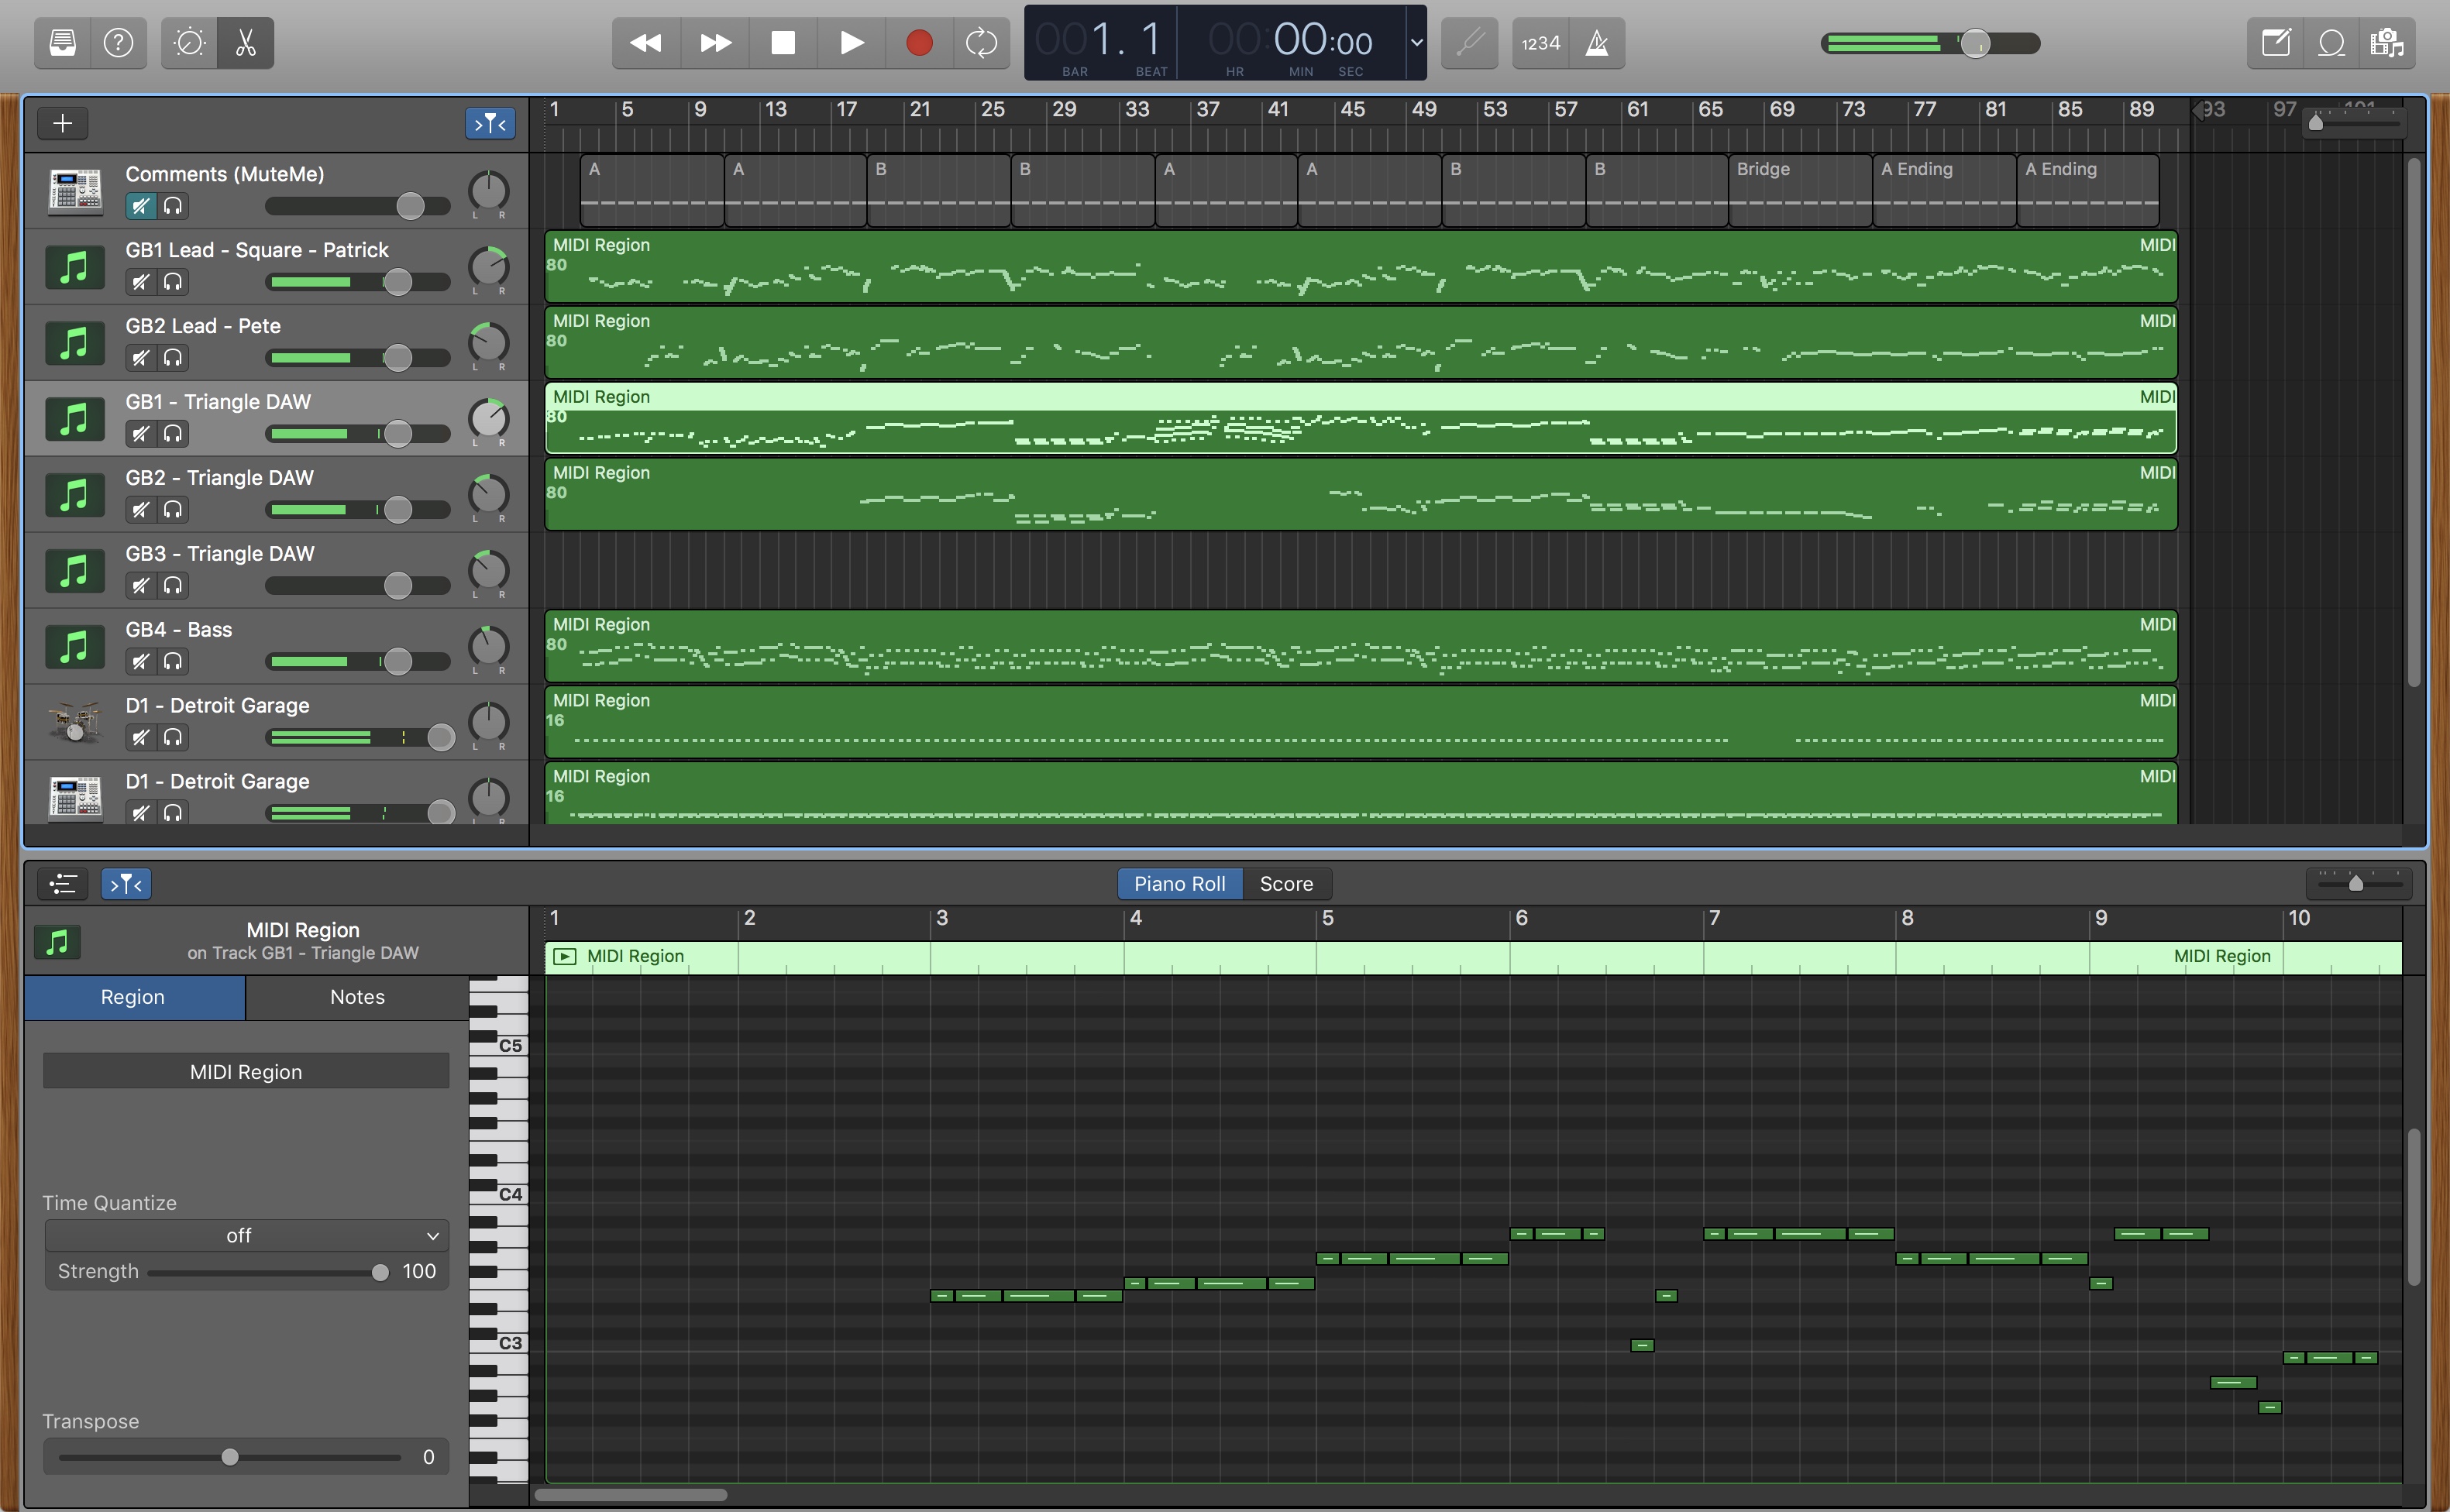 001. 1 00:00:00
BAR BEAT HR MIN SEC
1234
1 5 9 13 17 21 25 29 33 37 41 45 49 53 57 61 65 69 73 77 81 85 89 93 97 101
Comments (MuteMe)
L R
A A B B A A B B Bridge A Ending A Ending
GB1 Lead - Square - Patrick
L R
MIDI Region MIDI
80
GB2 Lead - Pete
L R
MIDI Region MIDI
80
GB1 - Triangle DAW
L R
MIDI Region MIDI
80
GB2 - Triangle DAW
L R
MIDI Region MIDI
80
GB3 - Triangle DAW
L R
GB4 - Bass
L R
MIDI Region MIDI
80
D1 - Detroit Garage
L R
MIDI Region MIDI
16
D1 - Detroit Garage
L R
MIDI Region MIDI
16
Piano Roll Score
MIDI Region
on Track GB1 - Triangle DAW
1 2 3 4 5 6 7 8 9 10
MIDI Region MIDI Region
Region Notes
MIDI Region
Time Quantize
off
Strength 100
Transpose
0
C5
C4
C3